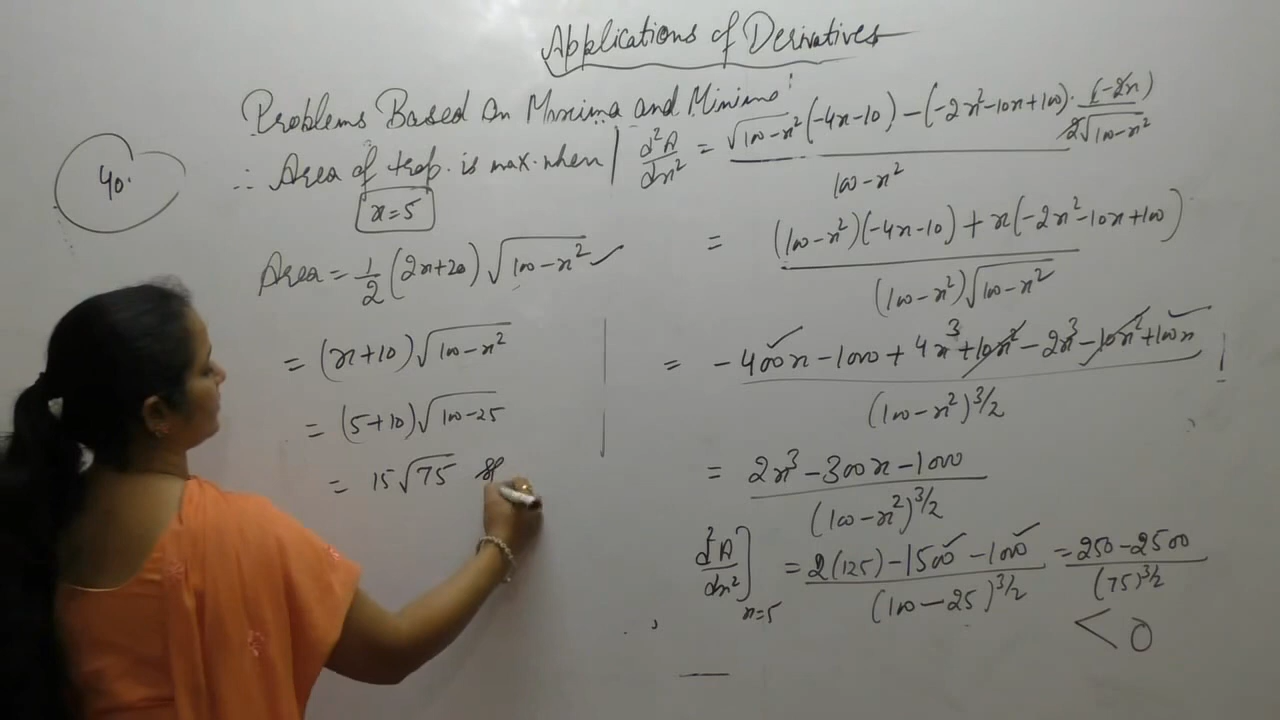 Applications of Derivatives
Problems Based on Maxima and Minima:
40.
∴ Area of trap. is max. when
x=5
Area = 1/2 (2x+20) √(100-x²) ✓
= (x+10) √(100-x²)
= (5+10) √(100-25)
= 15√75
d²A/dx² = [√(100-x²) (-4x-10) - (-2x²-10x+100) · (-2x)/(2√(100-x²))] / (100-x²)
= [(100-x²)(-4x-10) + x(-2x²-10x+100)] / [(100-x²)√(100-x²)]
= [-400x - 1000 + 4x³ + 10x² - 2x³ - 10x² + 100x] / (100-x²)^3/2
= [2x³ - 300x - 1000] / (100-x²)^3/2
d²A/dx²]x=5 = [2(125) - 1500 - 1000] / (100-25)^3/2 = [250 - 2500] / (75)^3/2
< 0